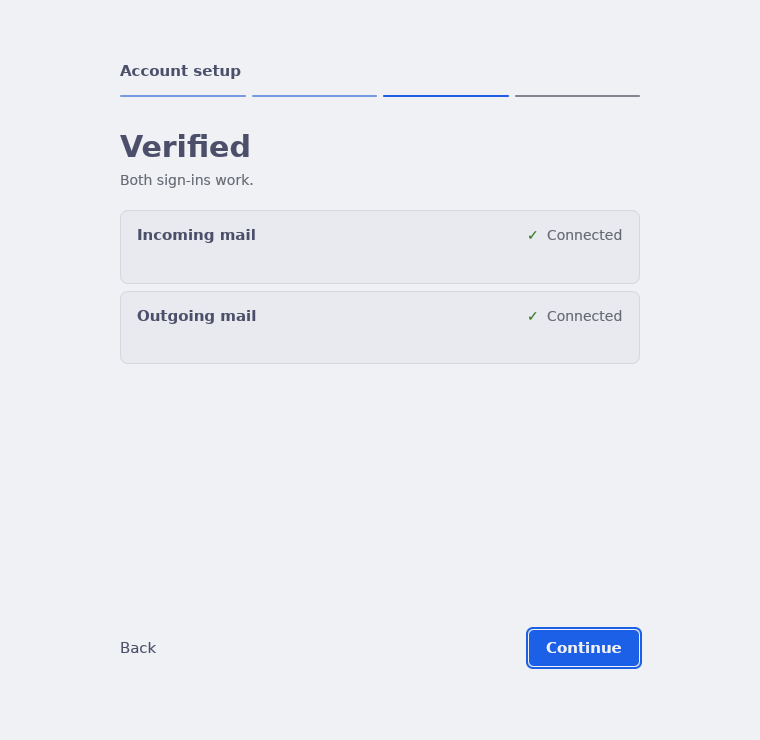 Account setup
Verified
Both sign-ins work.
Incoming mail ✓ Connected
Outgoing mail ✓ Connected
Back Continue